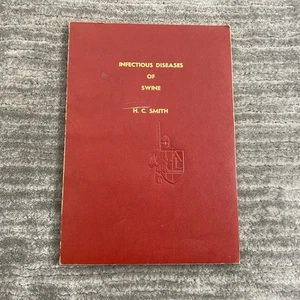 INFECTIOUS DISEASES
OF
SWINE
H. C. SMITH